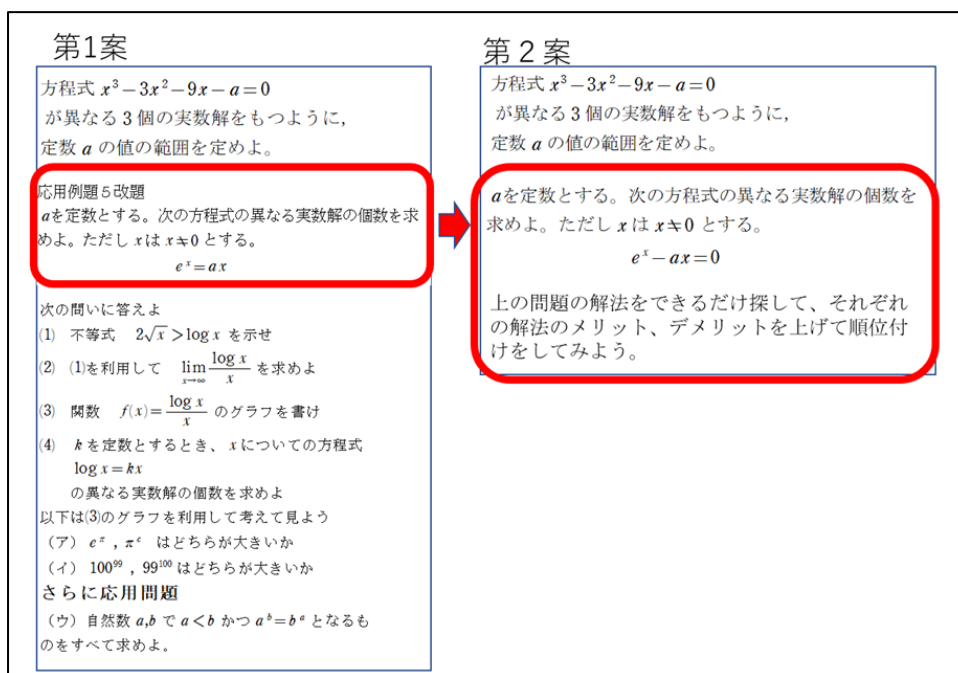 第1案
方程式 x³－3x²－9x－a＝0
が異なる 3 個の実数解をもつように，
定数 a の値の範囲を定めよ。
応用例題５改題
aを定数とする。次の方程式の異なる実数解の個数を求
めよ。ただし x は x≠0 とする。
eˣ＝ax
次の問いに答えよ
(1) 不等式 2√x＞log x を示せ
(2) (1)を利用して lim_{x→∞} (log x)/x を求めよ
(3) 関数 f(x)＝(log x)/x のグラフを書け
(4) k を定数とするとき、x についての方程式
log x＝kx
の異なる実数解の個数を求めよ
以下は(3)のグラフを利用して考えて見よう
（ア） e^π , π^e はどちらが大きいか
（イ） 100⁹⁹ , 99¹⁰⁰ はどちらが大きいか
さらに応用問題
（ウ）自然数 a,b で a＜b かつ a^b＝b^a となるも
のをすべて求めよ。
第２案
方程式 x³－3x²－9x－a＝0
が異なる 3 個の実数解をもつように，
定数 a の値の範囲を定めよ。
aを定数とする。次の方程式の異なる実数解の個数を
求めよ。ただし x は x≠0 とする。
eˣ－ax＝0
上の問題の解法をできるだけ探して、それぞれ
の解法のメリット、デメリットを上げて順位付
けをしてみよう。